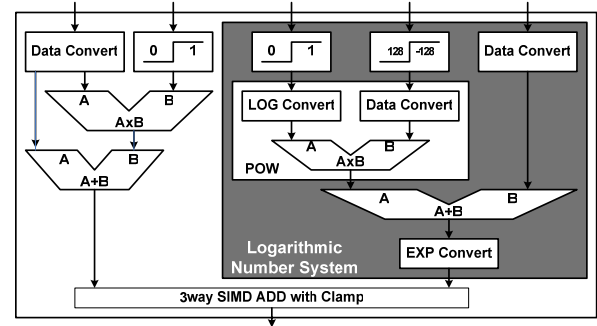 Data Convert
0 1
0 1
128 -128
Data Convert
A B
AxB
LOG Convert
Data Convert
A B
AxB
POW
A B
A+B
A B
A+B
Logarithmic
Number System
EXP Convert
3way SIMD ADD with Clamp